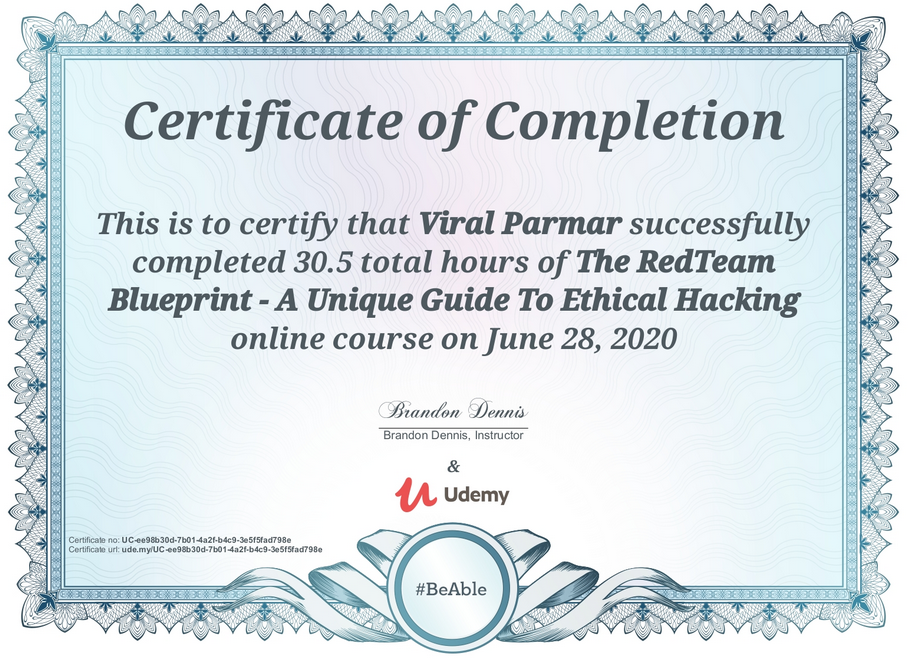 Certificate of Completion
This is to certify that Viral Parmar successfully
completed 30.5 total hours of The RedTeam
Blueprint - A Unique Guide To Ethical Hacking
online course on June 28, 2020
Brandon Dennis
Brandon Dennis, Instructor
&
Udemy
Certificate no: UC-ee98b30d-7b01-4a2f-b4c9-3e5f5fad798e
Certificate url: ude.my/UC-ee98b30d-7b01-4a2f-b4c9-3e5f5fad798e
#BeAble